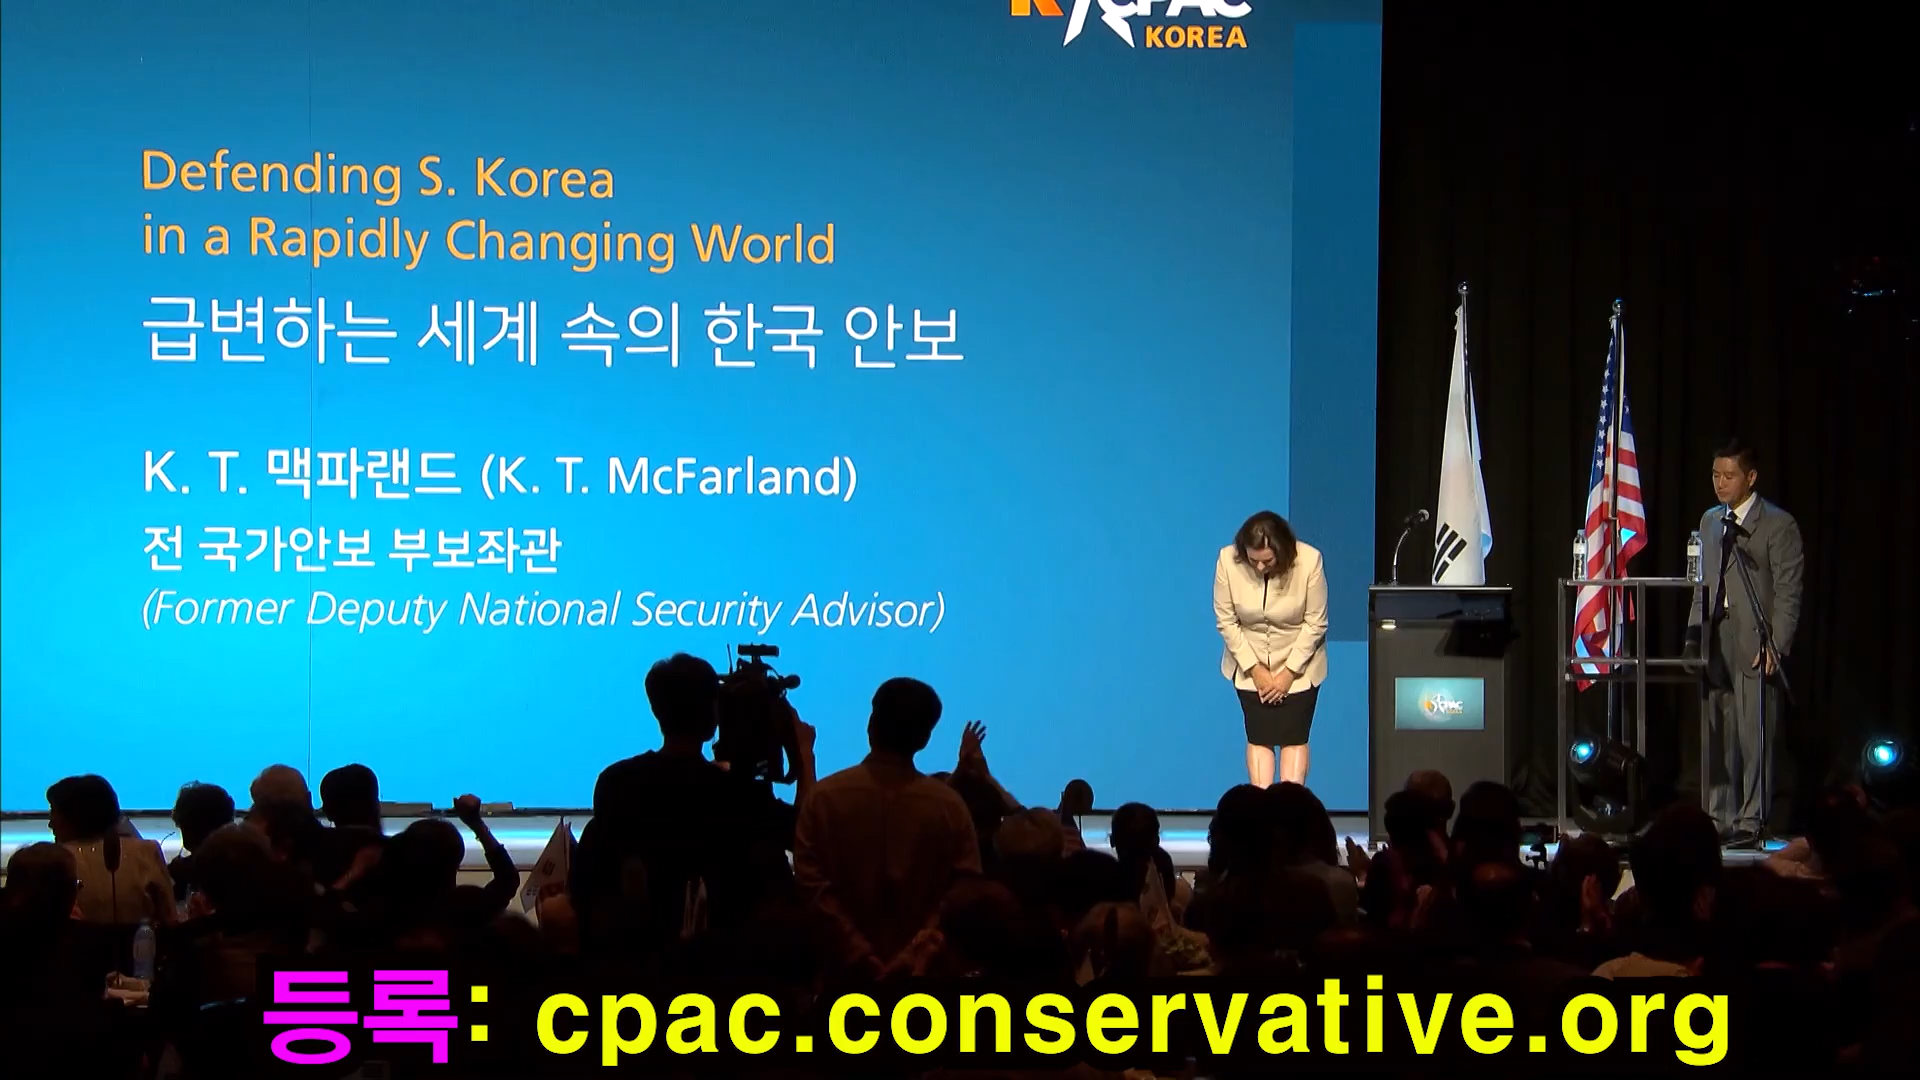 KCPAC
KOREA
Defending S. Korea
in a Rapidly Changing World
급변하는 세계 속의 한국 안보
K. T. 맥파랜드 (K. T. McFarland)
전 국가안보 부보좌관
(Former Deputy National Security Advisor)
CPAC
등록: cpac.conservative.org